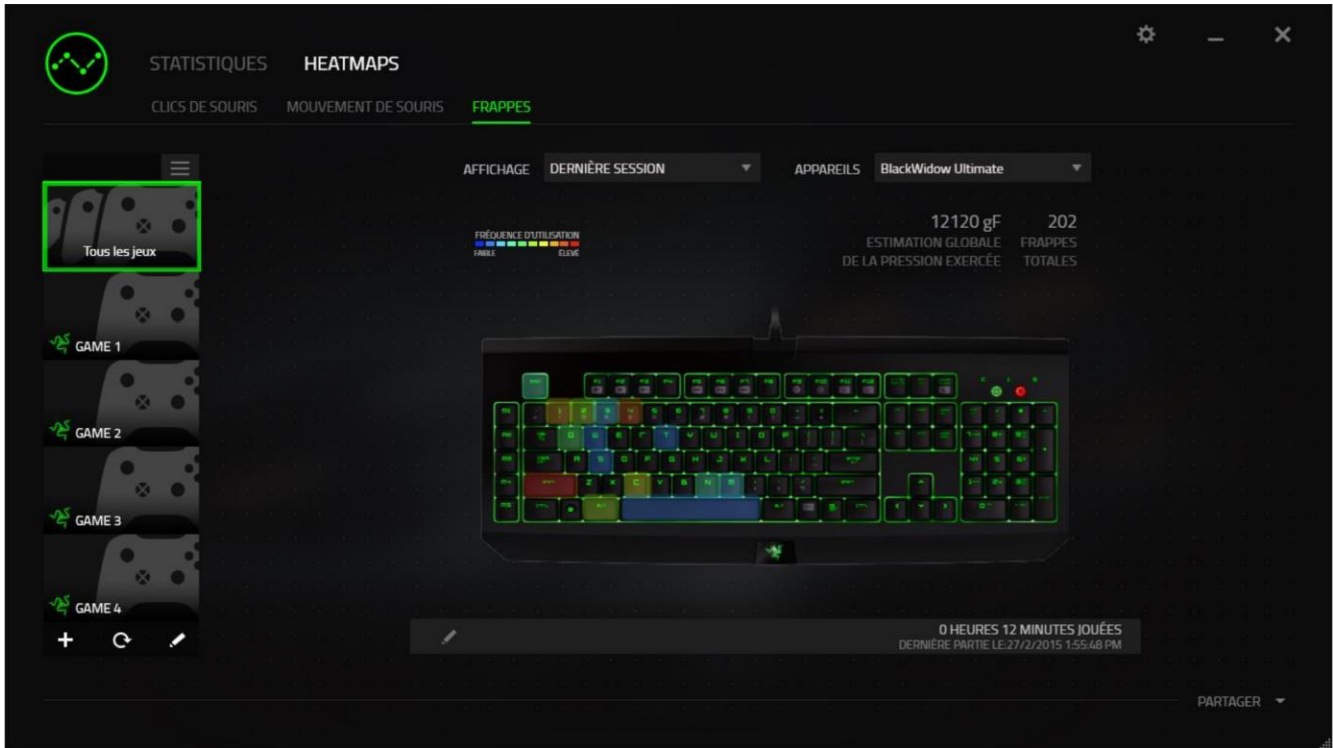 STATISTIQUES HEATMAPS
CLICS DE SOURIS MOUVEMENT DE SOURIS FRAPPES
AFFICHAGE DERNIÈRE SESSION APPAREILS BlackWidow Ultimate
Tous les jeux
GAME 1
GAME 2
GAME 3
GAME 4
FRÉQUENCE D'UTILISATION
FAIBLE ÉLEVÉ
12120 gF 202
ESTIMATION GLOBALE FRAPPES
DE LA PRESSION EXERCÉE TOTALES
0 HEURES 12 MINUTES JOUÉES
DERNIÈRE PARTIE LE:27/2/2015 1:55:48 PM
PARTAGER